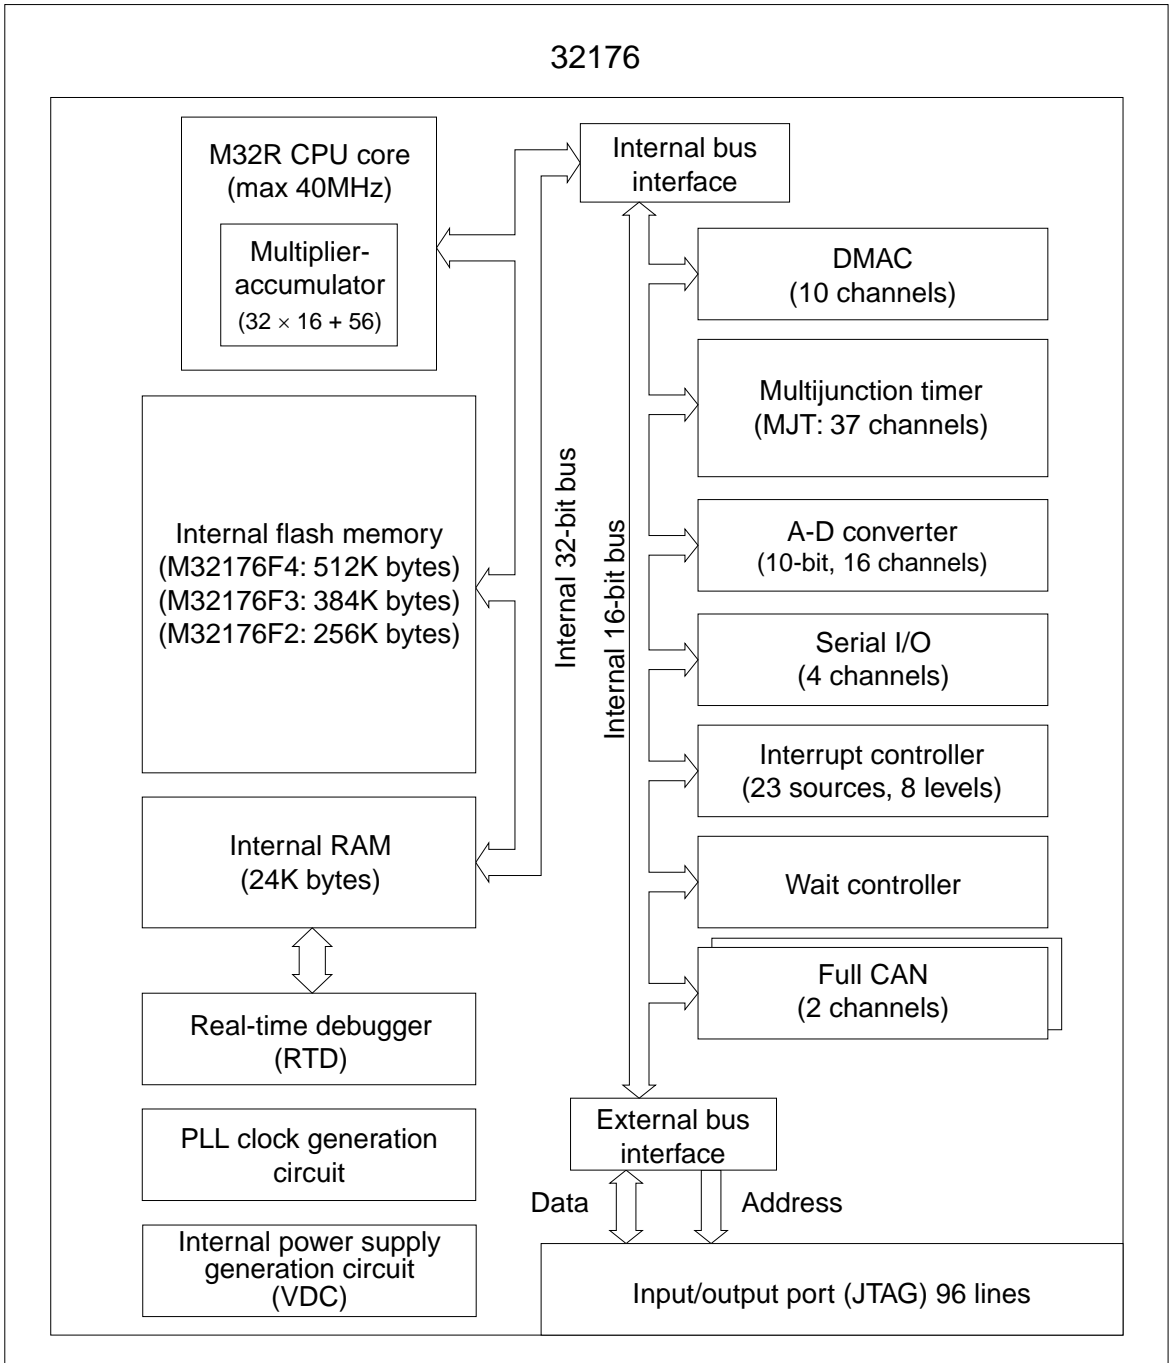 32176
M32R CPU core
(max 40MHz)
Multiplier-
accumulator
(32 × 16 + 56)
Internal flash memory
(M32176F4: 512K bytes)
(M32176F3: 384K bytes)
(M32176F2: 256K bytes)
Internal RAM
(24K bytes)
Real-time debugger
(RTD)
PLL clock generation
circuit
Internal power supply
generation circuit
(VDC)
Internal 32-bit bus
Internal 16-bit bus
Internal bus
interface
DMAC
(10 channels)
Multijunction timer
(MJT: 37 channels)
A-D converter
(10-bit, 16 channels)
Serial I/O
(4 channels)
Interrupt controller
(23 sources, 8 levels)
Wait controller
Full CAN
(2 channels)
External bus
interface
Data
Address
Input/output port (JTAG) 96 lines